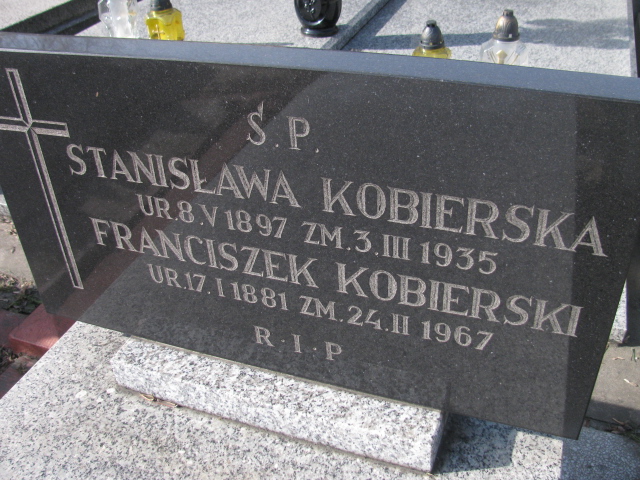 Ś.P.
STANISŁAWA KOBIERSKA
UR.8.V 1897 ZM.3.III 1935
FRANCISZEK KOBIERSKI
UR.17.I 1881 ZM.24.II 1967
R·I·P